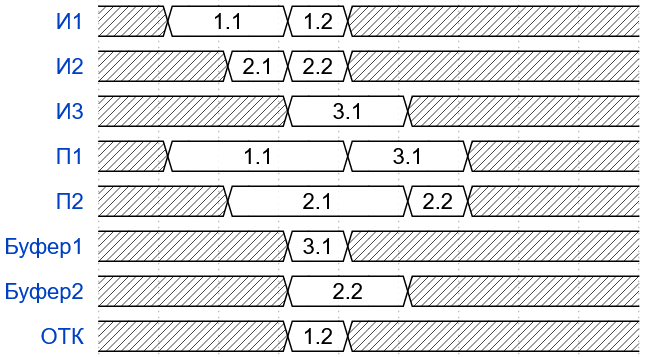 И1 1.1 1.2
И2 2.1 2.2
И3 3.1
П1 1.1 3.1
П2 2.1 2.2
Буфер1 3.1
Буфер2 2.2
ОТК 1.2